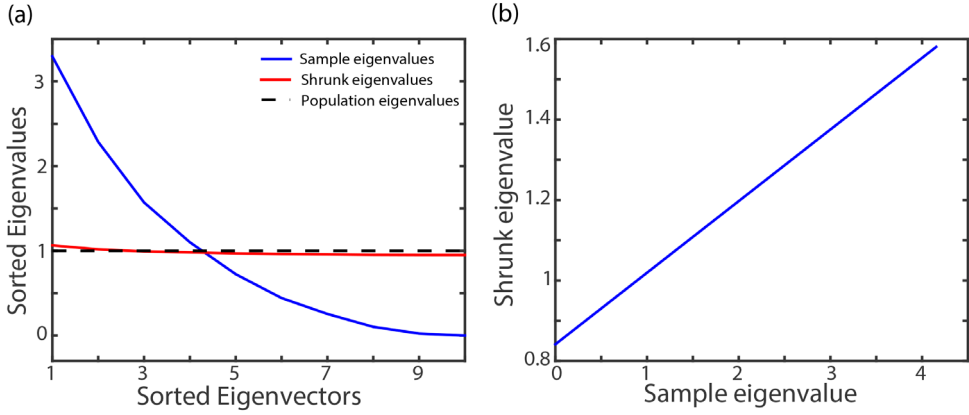 (a)
Sorted Eigenvalues
3
2
1
0
Sample eigenvalues
Shrunk eigenvalues
Population eigenvalues
1 3 5 7 9
Sorted Eigenvectors
(b)
Shrunk eigenvalue
1.6
1.4
1.2
1
0.8
0 1 2 3 4
Sample eigenvalue